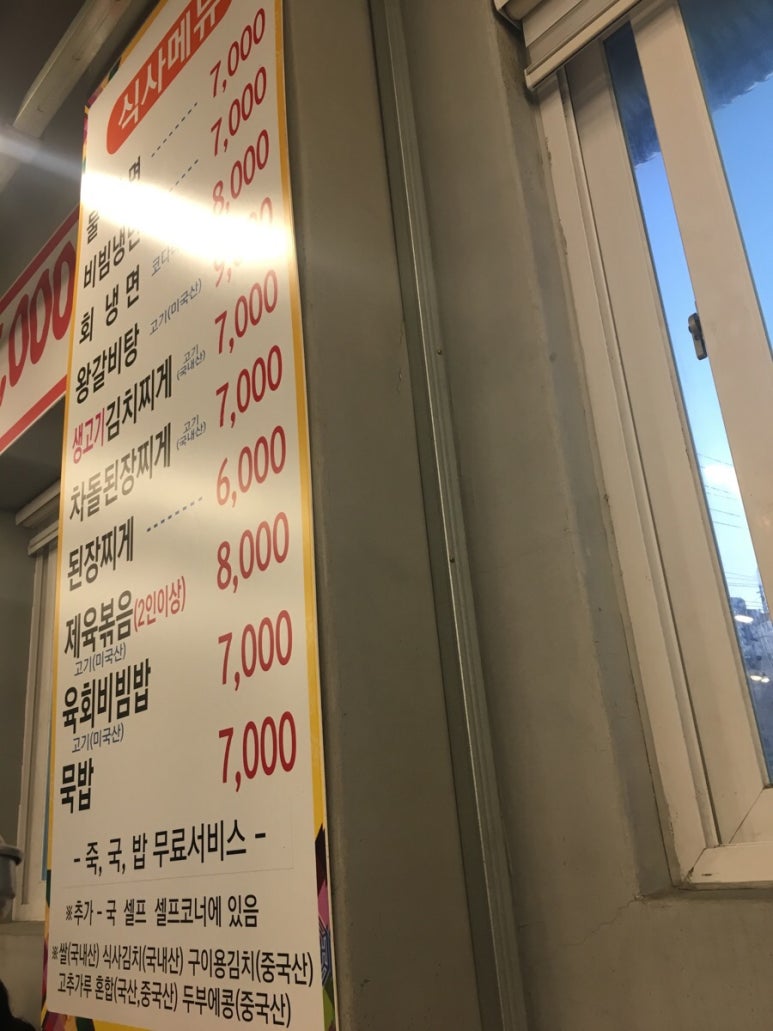 식사메뉴
7,000
면 -------- 7,000
비빔냉면 8,000
회 냉 면
왕갈비탕 고기(미국산) 7,000
생고기김치찌게 고기(국내산) 7,000
차돌된장찌게 고기(국내산) 6,000
된장찌게 -------- 8,000
제육볶음(2인이상) 7,000
고기(미국산)
육회비빔밥 7,000
고기(미국산)
묵밥
- 죽, 국, 밥 무료서비스 -
※ 추가 - 국 셀프 셀프코너에 있음
※쌀(국내산) 식사김치(국내산) 구이용김치(중국산)
고추가루 혼합(국산,중국산) 두부에콩(중국산)
,000